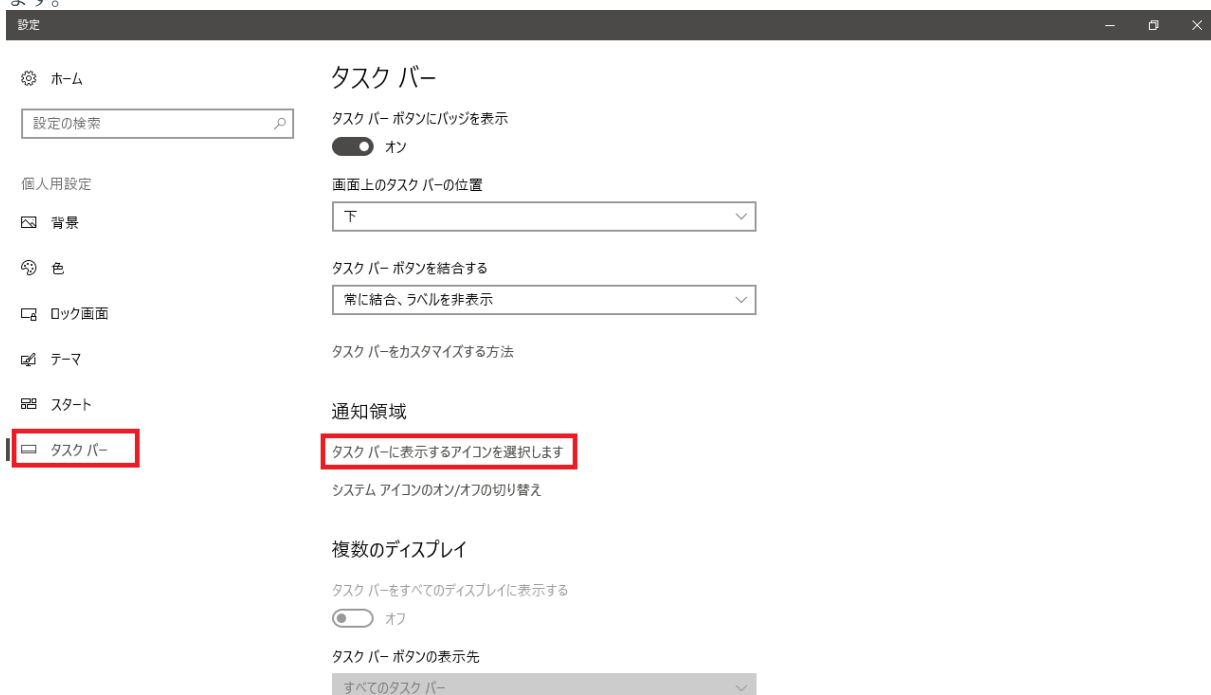 ます。
設定
ホーム
設定の検索
個人用設定
背景
色
ロック画面
テーマ
スタート
タスク バー
タスク バー
タスク バー ボタンにバッジを表示
オン
画面上のタスク バーの位置
下
タスク バー ボタンを結合する
常に結合、ラベルを非表示
タスク バーをカスタマイズする方法
通知領域
タスク バーに表示するアイコンを選択します
システム アイコンのオン/オフの切り替え
複数のディスプレイ
タスク バーをすべてのディスプレイに表示する
オフ
タスク バー ボタンの表示先
すべてのタスク バー